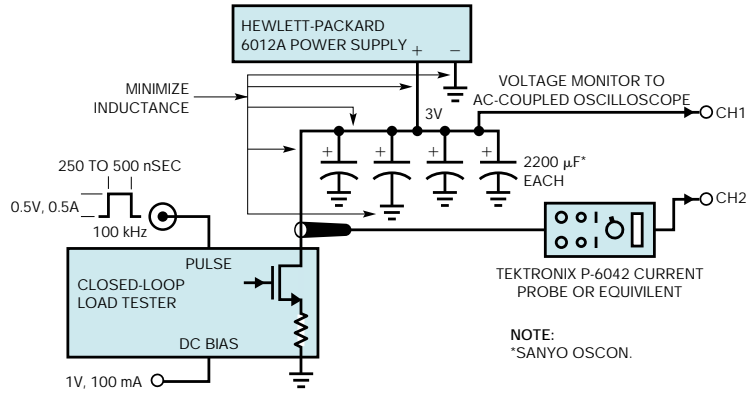 HEWLETT-PACKARD
6012A POWER SUPPLY
+ −
MINIMIZE
INDUCTANCE
VOLTAGE MONITOR TO
AC-COUPLED OSCILLOSCOPE
CH1
3V
+ + + +
2200 µF*
EACH
250 TO 500 nSEC
0.5V, 0.5A
100 kHz
CH2
PULSE
CLOSED-LOOP
LOAD TESTER
DC BIAS
TEKTRONIX P-6042 CURRENT
PROBE OR EQUIVILENT
NOTE:
*SANYO OSCON.
1V, 100 mA